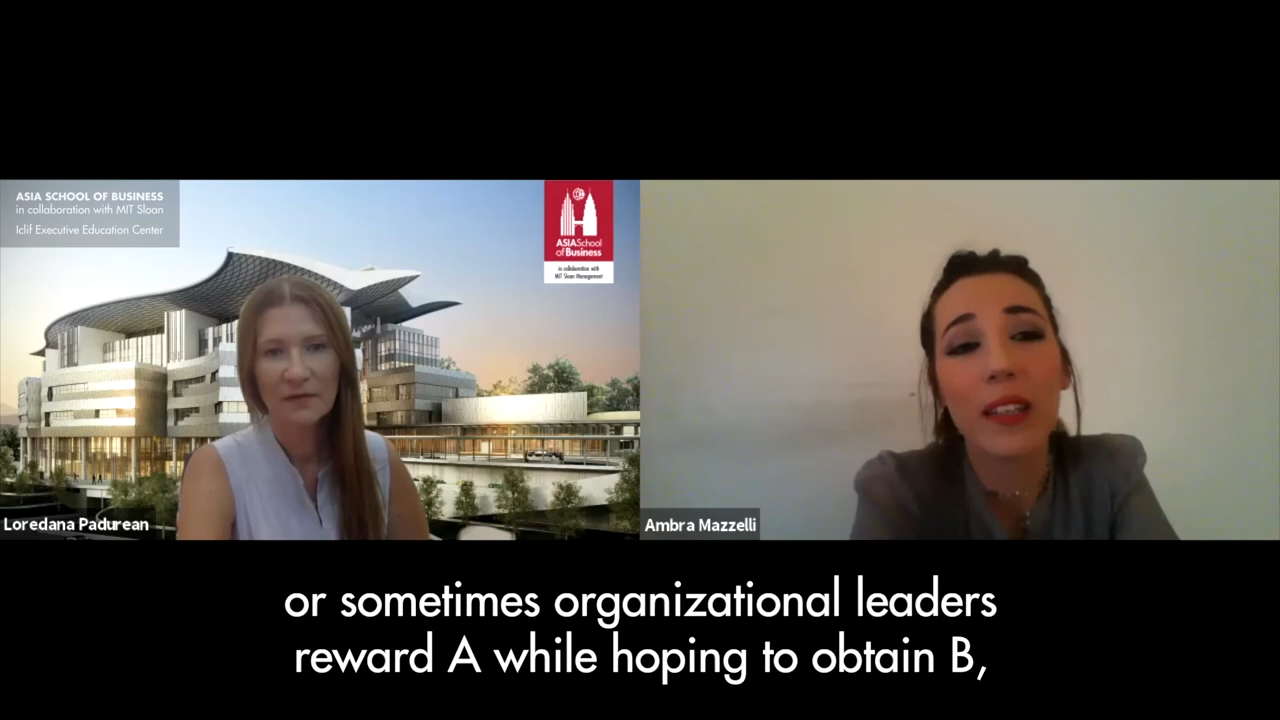 ASIA SCHOOL OF BUSINESS
in collaboration with MIT Sloan
Iclif Executive Education Center
ASIASchool
of Business
in collaboration with
MIT Sloan Management
Loredana Padurean
Ambra Mazzelli
or sometimes organizational leaders
reward A while hoping to obtain B,